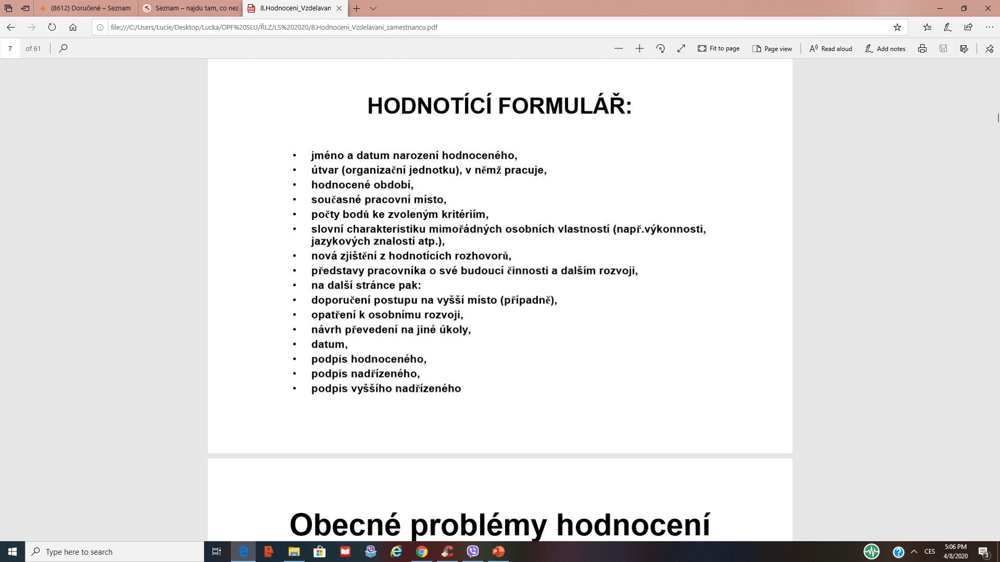 (8612) Doručené – Seznam
Seznam – najdu tam, co nez
8.Hodnoceni_Vzdelavan
file:///C:/Users/Lucie/Desktop/Lucka/OPF%20SLU/ŘLZ/LS%202020/8.Hodnoceni_Vzdelavani_zamestnancu.pdf
7 of 61
Fit to page
Page view
Read aloud
Add notes
HODNOTÍCÍ FORMULÁŘ:
• jméno a datum narození hodnoceného,
• útvar (organizační jednotku), v němž pracuje,
• hodnocené období,
• současné pracovní místo,
• počty bodů ke zvoleným kritériím,
• slovní charakteristiku mimořádných osobních vlastností (např.výkonnosti,
jazykových znalostí atp.),
• nová zjištění z hodnotících rozhovorů,
• představy pracovníka o své budoucí činnosti a dalším rozvoji,
• na další stránce pak:
• doporučení postupu na vyšší místo (případně),
• opatření k osobnímu rozvoji,
• návrh převedení na jiné úkoly,
• datum,
• podpis hodnoceného,
• podpis nadřízeného,
• podpis vyššího nadřízeného
Obecné problémy hodnocení
Type here to search
CES
5:06 PM
4/8/2020
3